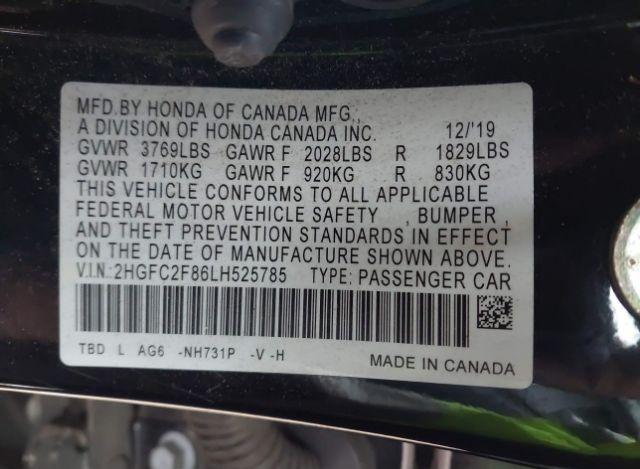 MFD.BY HONDA OF CANADA MFG.,
A DIVISION OF HONDA CANADA INC. 12/'19
GVWR 3769LBS GAWR F 2028LBS R 1829LBS
GVWR 1710KG GAWR F 920KG R 830KG
THIS VEHICLE CONFORMS TO ALL APPLICABLE
FEDERAL MOTOR VEHICLE SAFETY , BUMPER ,
AND THEFT PREVENTION STANDARDS IN EFFECT
ON THE DATE OF MANUFACTURE SHOWN ABOVE.
V.I.N.:2HGFC2F86LH525785 TYPE: PASSENGER CAR
TBD L AG6 -NH731P -V -H MADE IN CANADA